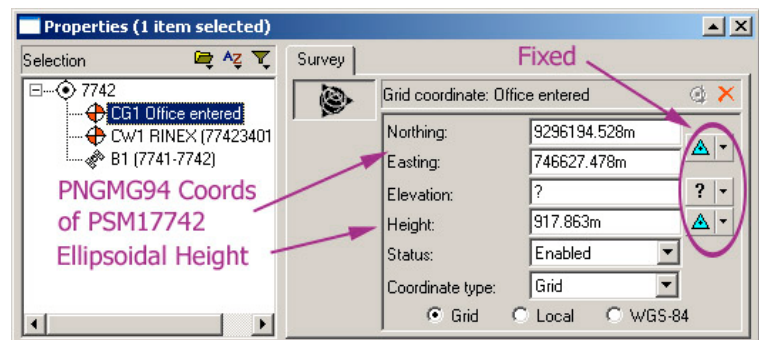 Properties (1 item selected)
Selection
AZ
Survey
Fixed
7742
CG1 Office entered
CW1 RINEX (77423401
B1 (7741-7742)
PNGMG94 Coords
of PSM17742
Ellipsoidal Height
Grid coordinate: Office entered
Northing: 9296194.528m
Easting: 746627.478m
Elevation: ? ?
Height: 917.863m
Status: Enabled
Coordinate type: Grid
Grid Local WGS-84